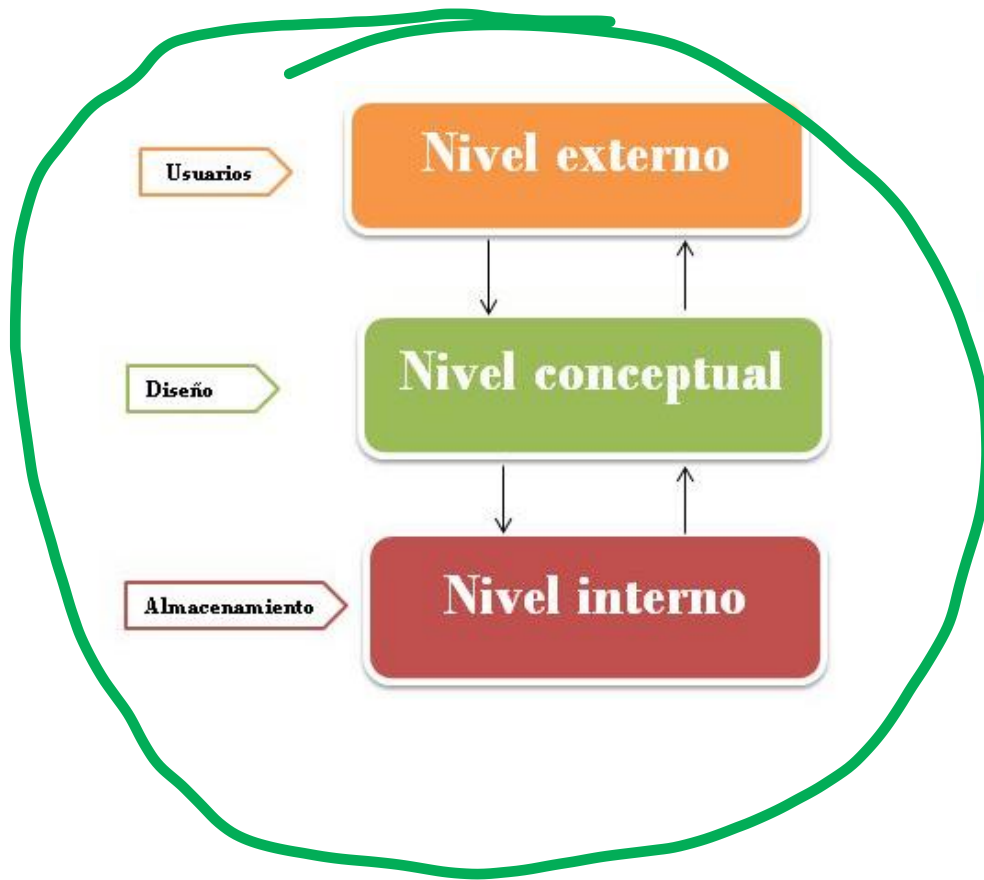 Usuarios
Nivel externo
Diseño
Nivel conceptual
Almacenamiento
Nivel interno